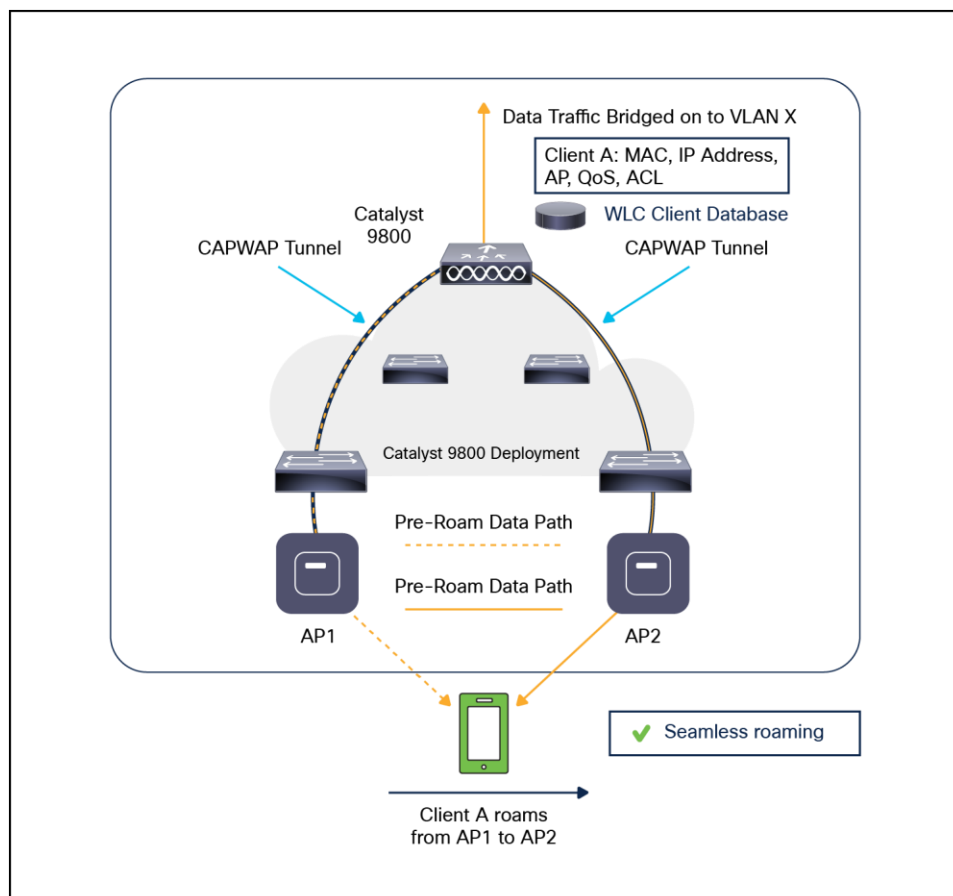 Data Traffic Bridged on to VLAN X
Client A: MAC, IP Address,
AP, QoS, ACL
Catalyst
9800
WLC Client Database
CAPWAP Tunnel
CAPWAP Tunnel
Catalyst 9800 Deployment
Pre-Roam Data Path
Pre-Roam Data Path
AP1
AP2
Seamless roaming
Client A roams
from AP1 to AP2